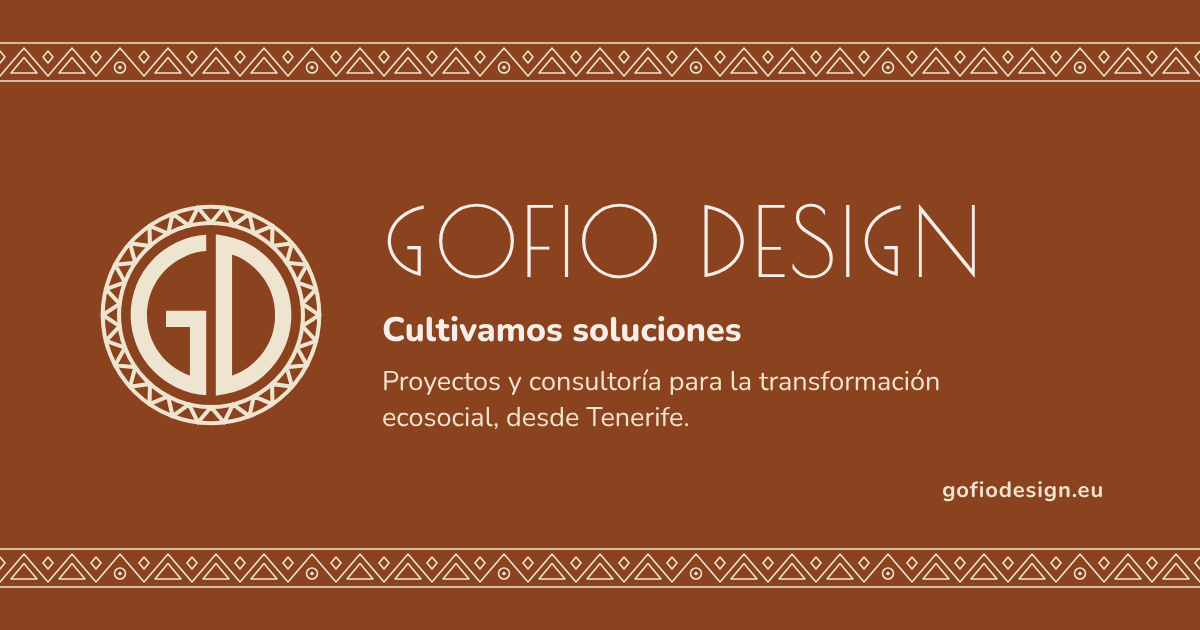 GD
GOFIO DESIGN
Cultivamos soluciones
Proyectos y consultoría para la transformación
ecosocial, desde Tenerife.
gofiodesign.eu